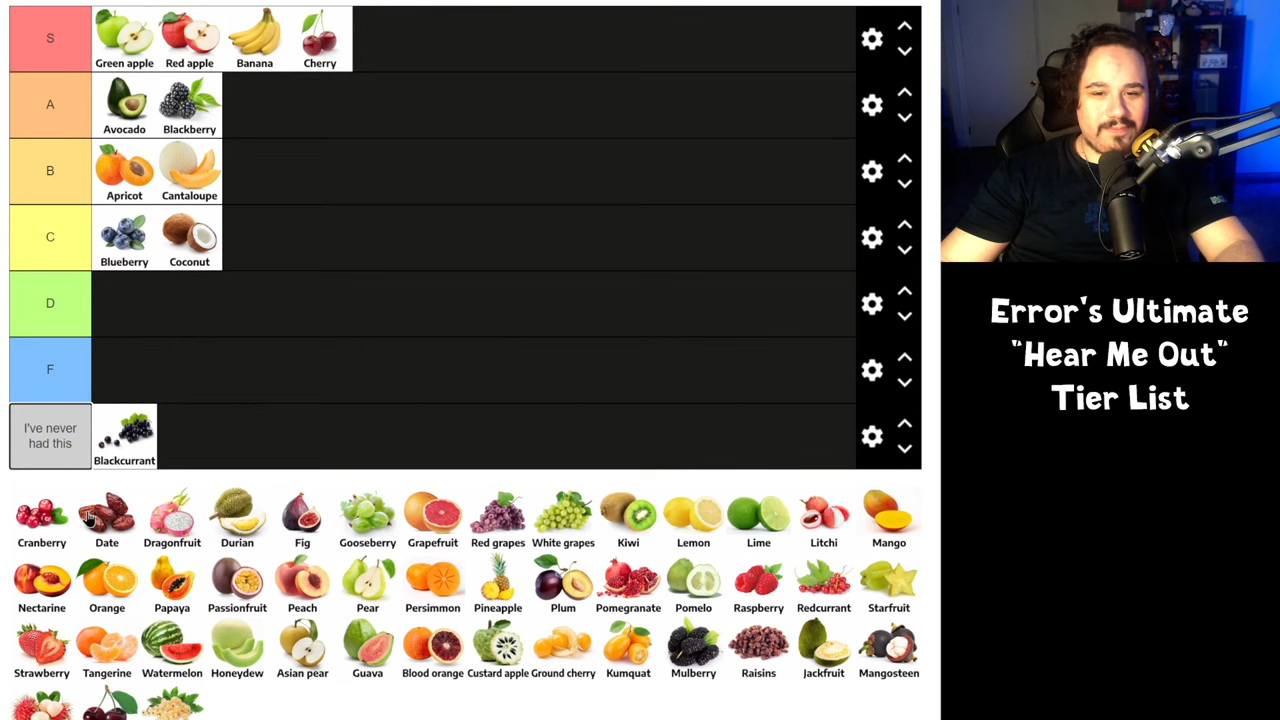 S
Green apple
Red apple
Banana
Cherry
A
Avocado
Blackberry
B
Apricot
Cantaloupe
C
Blueberry
Coconut
D
F
I've never
had this
Blackcurrant
Cranberry
Date
Dragonfruit
Durian
Fig
Gooseberry
Grapefruit
Red grapes
White grapes
Kiwi
Lemon
Lime
Litchi
Mango
Nectarine
Orange
Papaya
Passionfruit
Peach
Pear
Persimmon
Pineapple
Plum
Pomegranate
Pomelo
Raspberry
Redcurrant
Starfruit
Strawberry
Tangerine
Watermelon
Honeydew
Asian pear
Guava
Blood orange
Custard apple
Ground cherry
Kumquat
Mulberry
Raisins
Jackfruit
Mangosteen
Error's Ultimate
"Hear Me Out"
Tier List